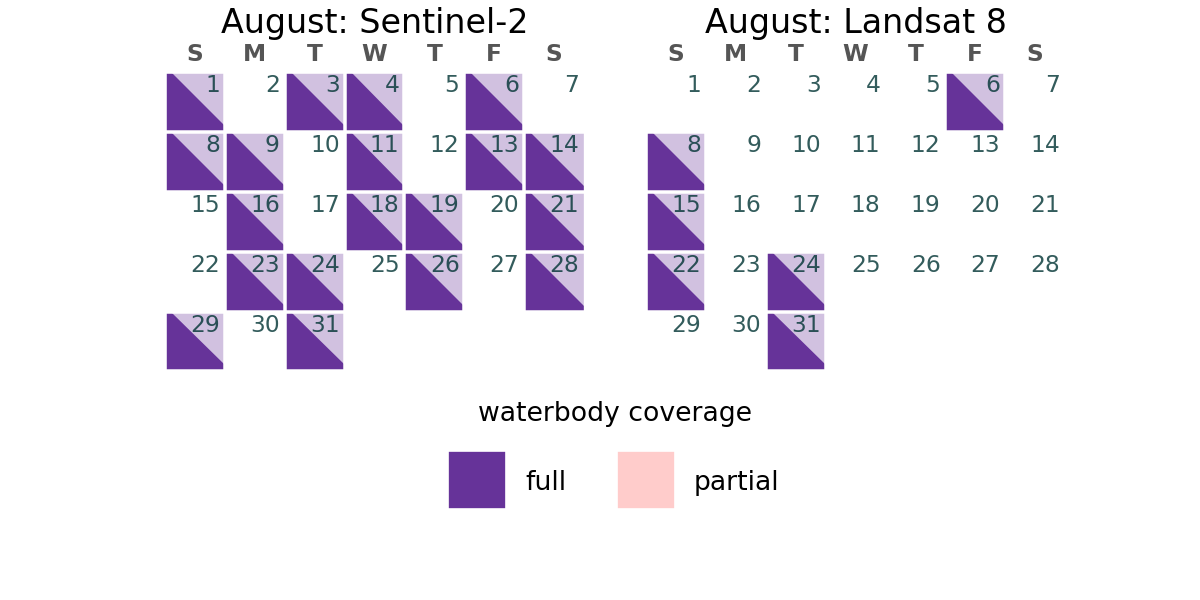 August: Sentinel-2
S M T W T F S
1 2 3 4 5 6 7
8 9 10 11 12 13 14
15 16 17 18 19 20 21
22 23 24 25 26 27 28
29 30 31
August: Landsat 8
S M T W T F S
1 2 3 4 5 6 7
8 9 10 11 12 13 14
15 16 17 18 19 20 21
22 23 24 25 26 27 28
29 30 31
waterbody coverage
full
partial